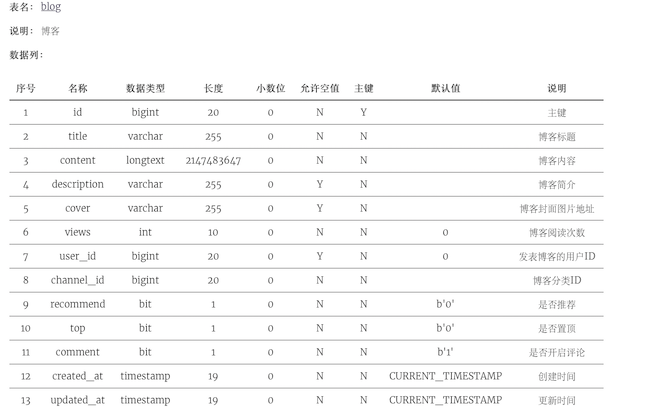 表名： blog
说明： 博客
数据列：
序号 名称 数据类型 长度 小数位 允许空值 主键 默认值 说明
1 id bigint 20 0 N Y 主键
2 title varchar 255 0 N N 博客标题
3 content longtext 2147483647 0 N N 博客内容
4 description varchar 255 0 Y N 博客简介
5 cover varchar 255 0 Y N 博客封面图片地址
6 views int 10 0 N N 0 博客阅读次数
7 user_id bigint 20 0 Y N 0 发表博客的用户ID
8 channel_id bigint 20 0 N N 博客分类ID
9 recommend bit 1 0 N N b'0' 是否推荐
10 top bit 1 0 N N b'0' 是否置顶
11 comment bit 1 0 N N b'1' 是否开启评论
12 created_at timestamp 19 0 N N CURRENT_TIMESTAMP 创建时间
13 updated_at timestamp 19 0 N N CURRENT_TIMESTAMP 更新时间